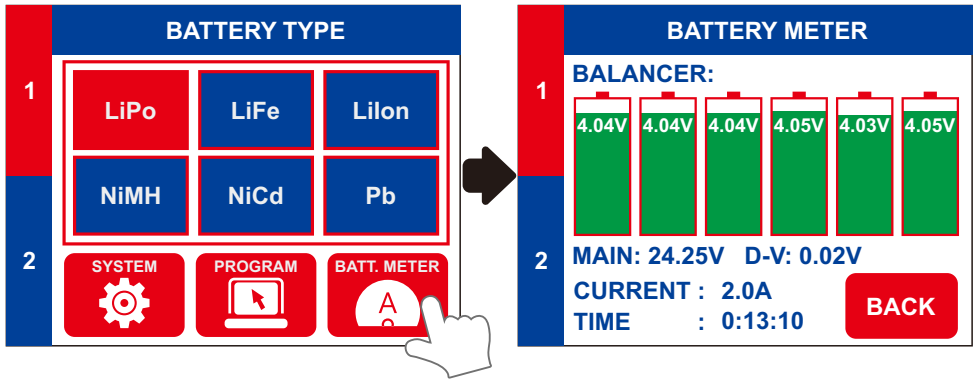 BATTERY TYPE
1
LiPo LiFe LiIon
NiMH NiCd Pb
2
SYSTEM PROGRAM BATT. METER
A
BATTERY METER
1
BALANCER:
4.04V 4.04V 4.04V 4.05V 4.03V 4.05V
2
MAIN: 24.25V D-V: 0.02V
CURRENT : 2.0A
TIME : 0:13:10
BACK